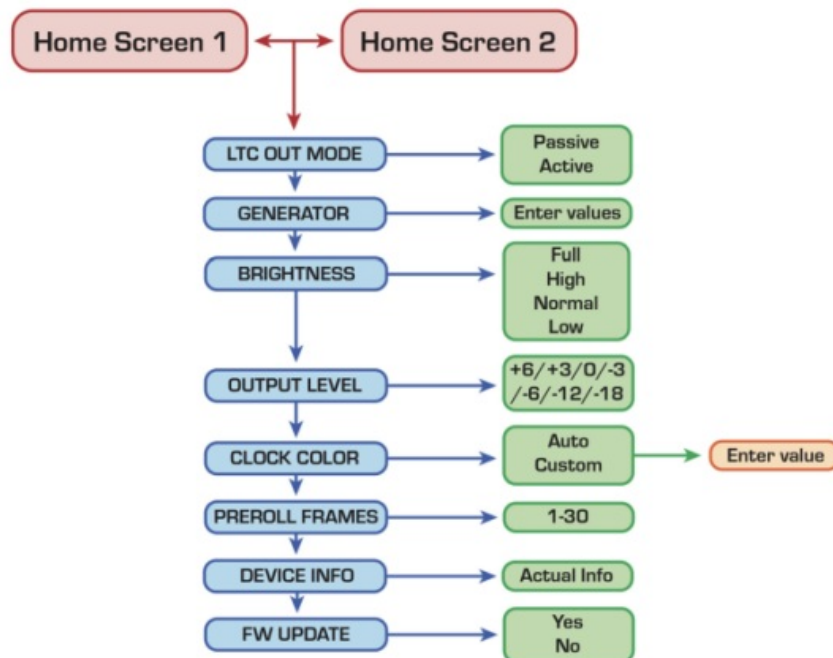 Home Screen 1
Home Screen 2
LTC OUT MODE
Passive
Active
GENERATOR
Enter values
BRIGHTNESS
Full
High
Normal
Low
OUTPUT LEVEL
+6/+3/0/-3
/-6/-12/-18
CLOCK COLOR
Auto
Custom
Enter value
PREROLL FRAMES
1-30
DEVICE INFO
Actual Info
FW UPDATE
Yes
No